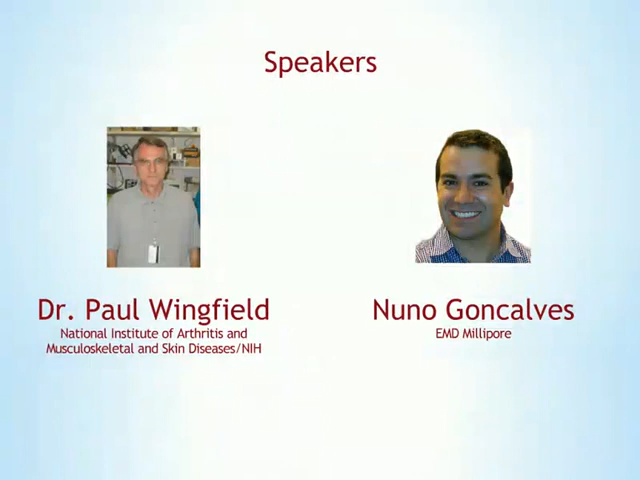 Speakers
Dr. Paul Wingfield
National Institute of Arthritis and
Musculoskeletal and Skin Diseases/NIH
Nuno Goncalves
EMD Millipore